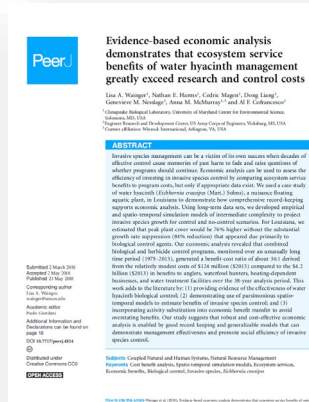 PeerJ
Evidence-based economic analysis
demonstrates that ecosystem service
benefits of water hyacinth management
greatly exceed research and control costs
Lisa A. Wainger¹, Nathan E. Harms², Cedric Magen¹, Dong Liang¹,
Genevieve M. Nesslage¹, Anna M. McMurray¹,³ and Al F. Cofrancesco²
¹ Chesapeake Biological Laboratory, University of Maryland Center for Environmental Science,
Solomons, MD, USA
² Engineer Research and Development Center, US Army Corps of Engineers, Vicksburg, MS, USA
³ Current affiliation: Winrock International, Arlington, VA, USA
ABSTRACT
Invasive species management can be a victim of its own success when decades of
effective control cause memories of past harm to fade and raise questions of
whether programs should continue. Economic analysis can be used to assess the
efficiency of investing in invasive species control by comparing ecosystem service
benefits to program costs, but only if appropriate data exist. We used a case study
of water hyacinth (Eichhornia crassipes (Mart.) Solms), a nuisance floating
aquatic plant, in Louisiana to demonstrate how comprehensive record-keeping
supports economic analysis. Using long-term data sets, we developed empirical
and spatio-temporal simulation models of intermediate complexity to project
invasive species growth for control and no-control scenarios. For Louisiana, we
estimated that peak plant cover would be 76% higher without the substantial
growth rate suppression (84% reduction) that appeared due primarily to
biological control agents. Our economic analysis revealed that combined
biological and herbicide control programs, monitored over an unusually long
time period (1975–2013), generated a benefit-cost ratio of about 34:1 derived
from the relatively modest costs of $124 million ($2013) compared to the $4.2
billion ($2013) in benefits to anglers, waterfowl hunters, boating-dependent
businesses, and water treatment facilities over the 38-year analysis period. This
work adds to the literature by: (1) providing evidence of the effectiveness of water
hyacinth biological control; (2) demonstrating use of parsimonious spatio-
temporal models to estimate benefits of invasive species control; and (3)
incorporating activity substitution into economic benefit transfer to avoid
overstating benefits. Our study suggests that robust and cost-effective economic
analysis is enabled by good record keeping and generalizable models that can
demonstrate management effectiveness and promote social efficiency of invasive
species control.
Submitted 2 March 2018
Accepted 2 May 2018
Published 23 May 2018
Corresponding author
Lisa A. Wainger,
wainger@umces.edu
Academic editor
Paolo Giordani
Additional Information and
Declarations can be found on
page 18
DOI 10.7717/peerj.4824
Distributed under
Creative Commons CC0
OPEN ACCESS
Subjects Coupled Natural and Human Systems, Natural Resource Management
Keywords Cost benefit analysis, Spatio-temporal simulation models, Ecosystem services,
Economic benefits, Biological control, Invasive species, Eichhornia crassipes